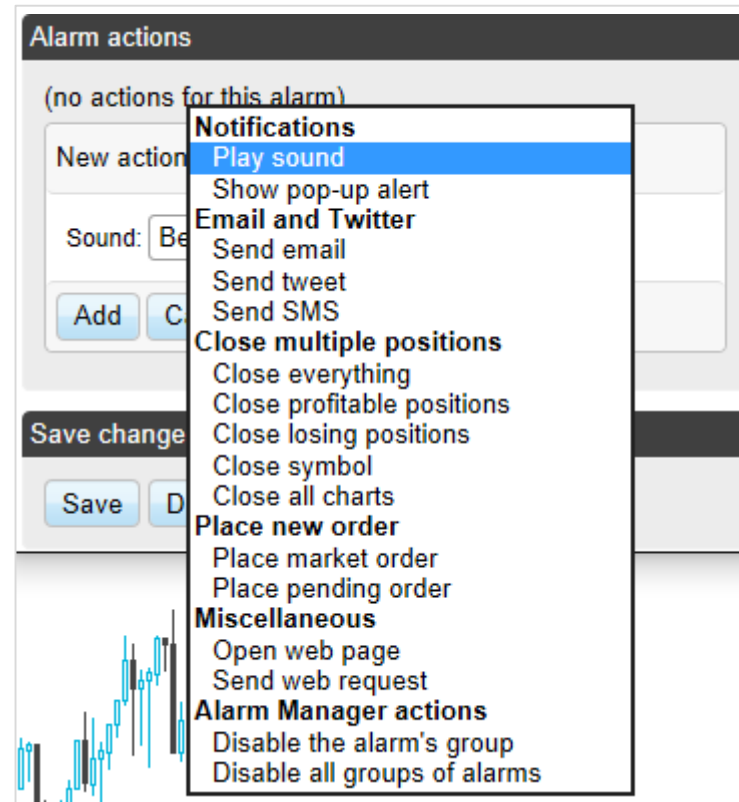 Alarm actions
(no actions for this alarm)
Notifications
New action
Play sound
Show pop-up alert
Email and Twitter
Sound:
Send email
Send tweet
Send SMS
Add
Close multiple positions
Close everything
Close profitable positions
Close losing positions
Save change
Close symbol
Close all charts
Save
Place new order
Place market order
Place pending order
Miscellaneous
Open web page
Send web request
Alarm Manager actions
Disable the alarm's group
Disable all groups of alarms